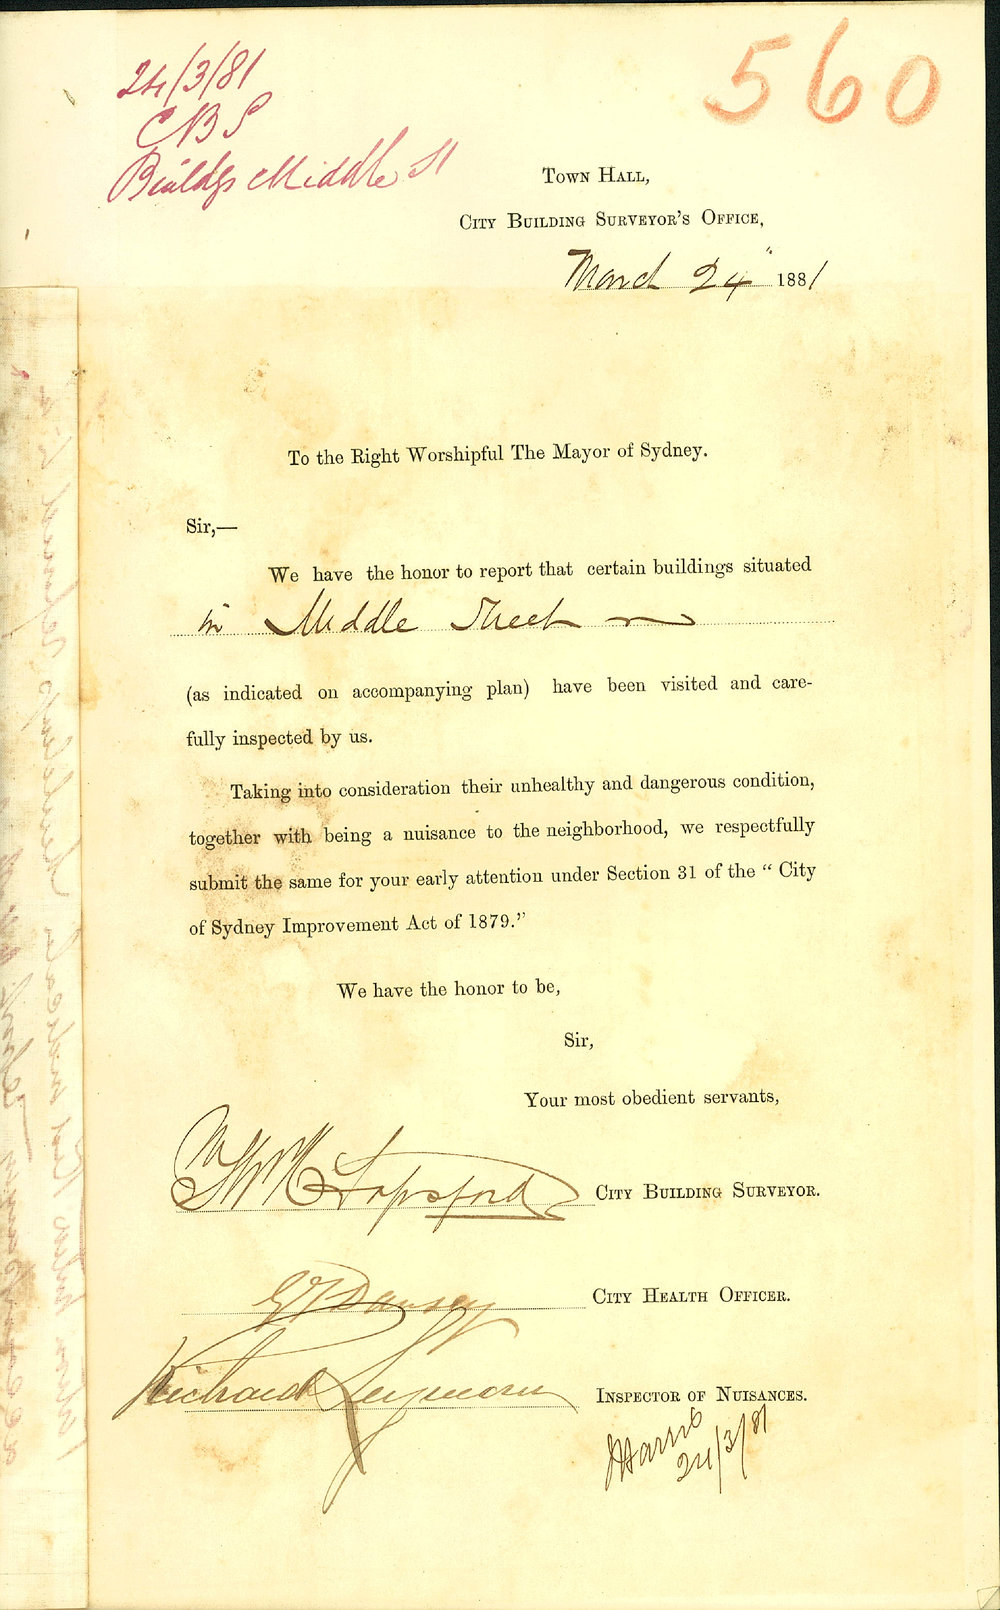 560
24/3/81
CBS
Buildgs Middle St
Town Hall,
City Building Surveyor's Office,
March 24" 1881
To the Right Worshipful The Mayor of Sydney.
Sir,—
We have the honor to report that certain buildings situated
in Middle Street
(as indicated on accompanying plan) have been visited and care-
fully inspected by us.
Taking into consideration their unhealthy and dangerous condition,
together with being a nuisance to the neighborhood, we respectfully
submit the same for your early attention under Section 31 of the "City
of Sydney Improvement Act of 1879."
We have the honor to be,
Sir,
Your most obedient servants,
City Building Surveyor.
G F Dansey City Health Officer.
Richard Seymour Inspector of Nuisances.
J Harris
24/3/81